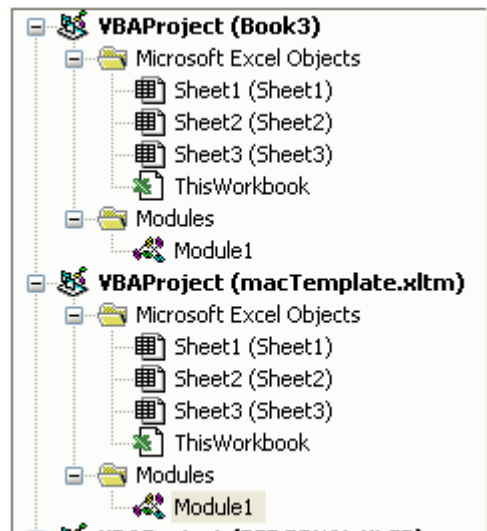 VBAProject (Book3)
Microsoft Excel Objects
Sheet1 (Sheet1)
Sheet2 (Sheet2)
Sheet3 (Sheet3)
ThisWorkbook
Modules
Module1
VBAProject (macTemplate.xltm)
Microsoft Excel Objects
Sheet1 (Sheet1)
Sheet2 (Sheet2)
Sheet3 (Sheet3)
ThisWorkbook
Modules
Module1